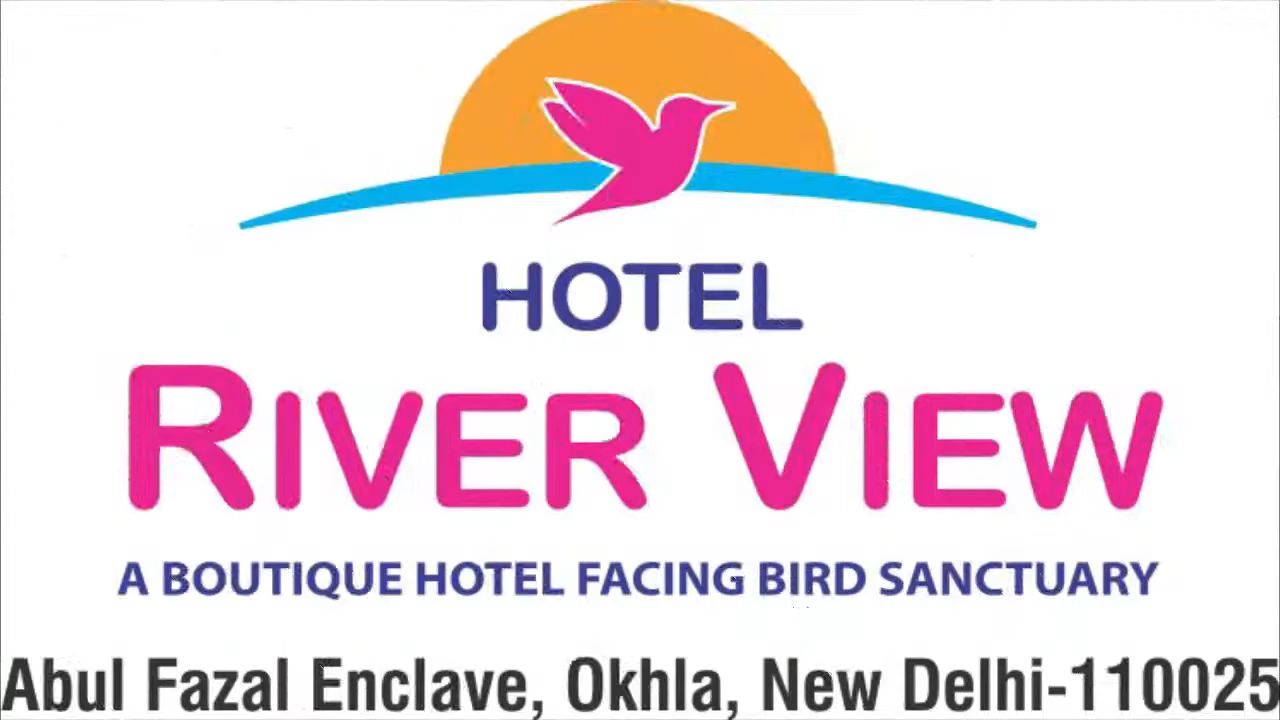 HOTEL
RIVER VIEW
A BOUTIQUE HOTEL FACING BIRD SANCTUARY
Abul Fazal Enclave, Okhla, New Delhi-110025